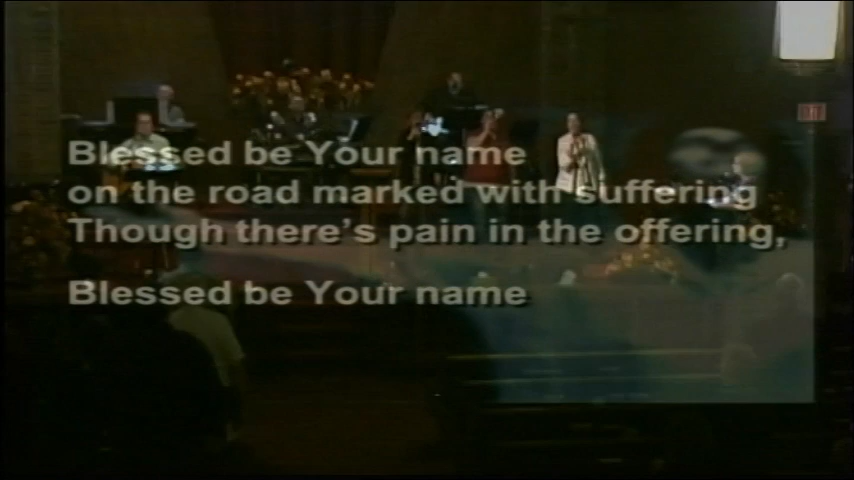 Blessed be Your name
on the road marked with suffering
Though there's pain in the offering,
Blessed be Your name
EXIT